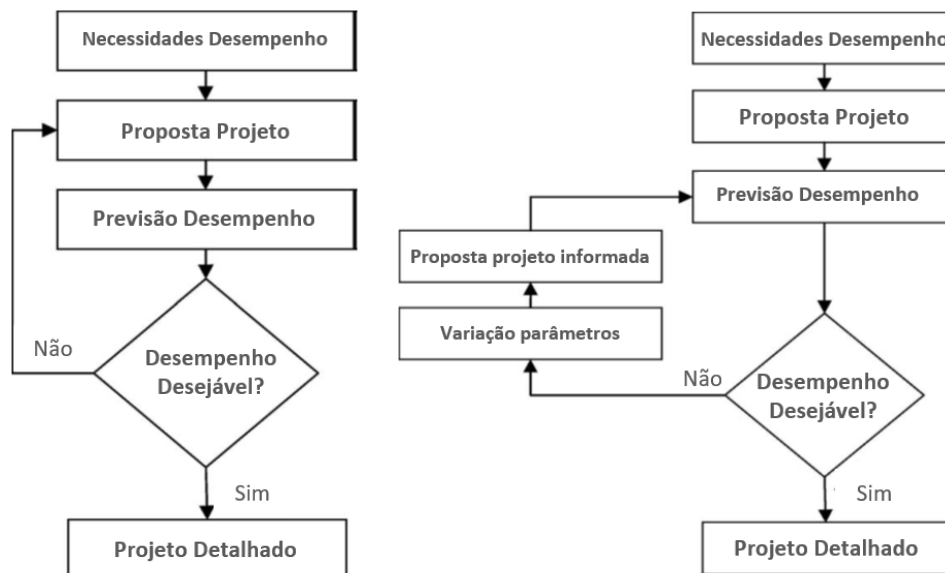 Necessidades Desempenho
Proposta Projeto
Previsão Desempenho
Não
Desempenho
Desejável?
Sim
Projeto Detalhado
Necessidades Desempenho
Proposta Projeto
Previsão Desempenho
Proposta projeto informada
Variação parâmetros
Não
Desempenho
Desejável?
Sim
Projeto Detalhado